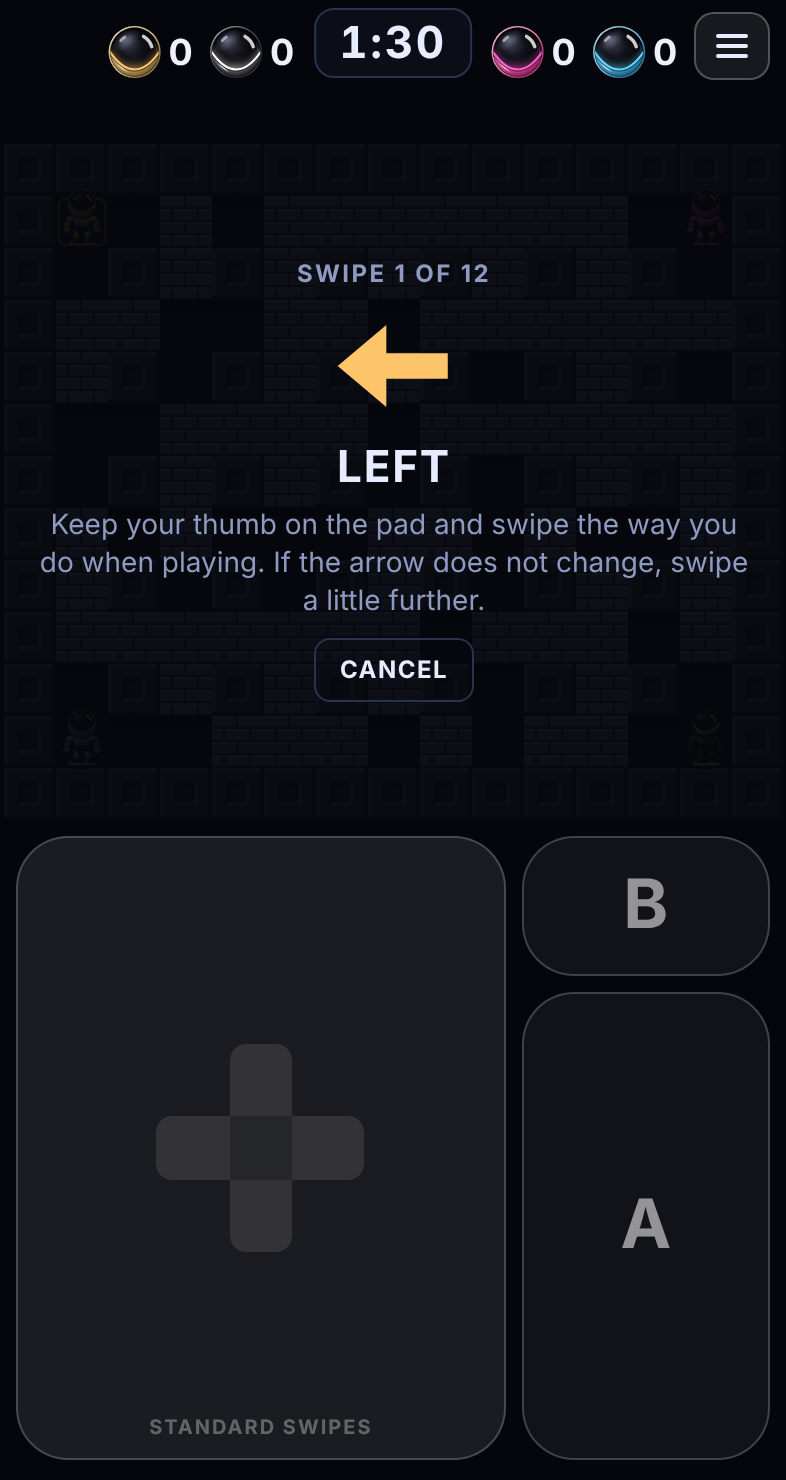 0 0 1:30 0 0
SWIPE 1 OF 12
LEFT
Keep your thumb on the pad and swipe the way you
do when playing. If the arrow does not change, swipe
a little further.
CANCEL
B
A
STANDARD SWIPES